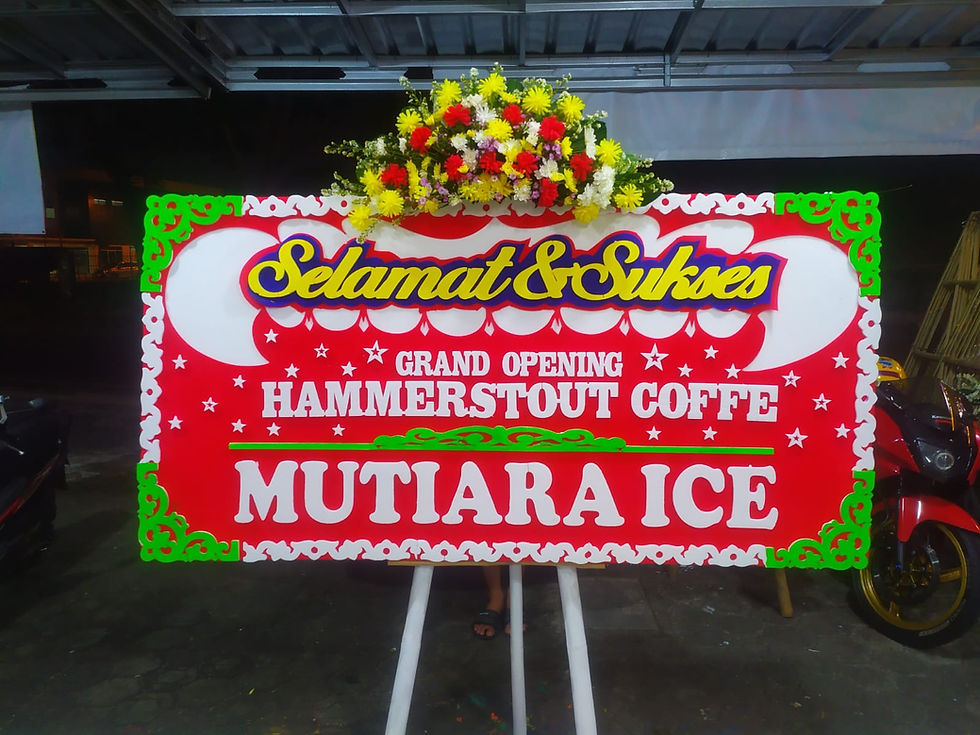 Selamat & Sukses
GRAND OPENING
HAMMERSTOUT COFFE
MUTIARA ICE